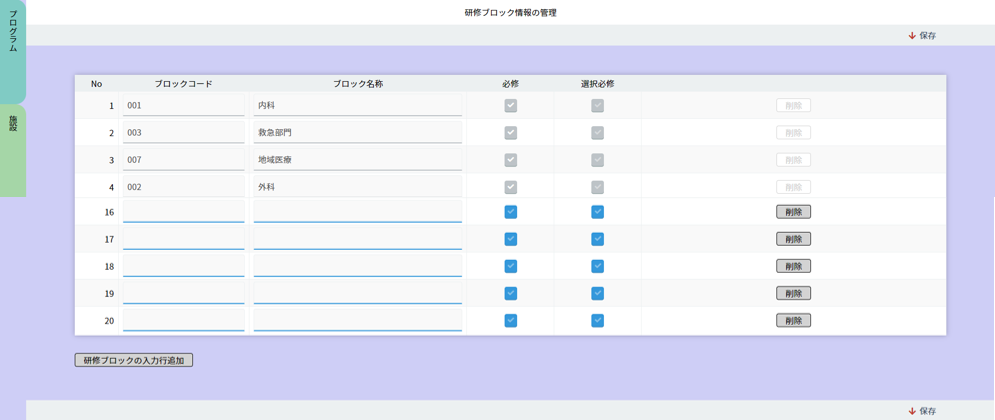 研修ブロック情報の管理
プログラム
保存
施設
No ブロックコード ブロック名称 必修 選択必修
1 001 内科 削除
2 003 救急部門 削除
3 007 地域医療 削除
4 002 外科 削除
16 削除
17 削除
18 削除
19 削除
20 削除
研修ブロックの入力行追加
保存